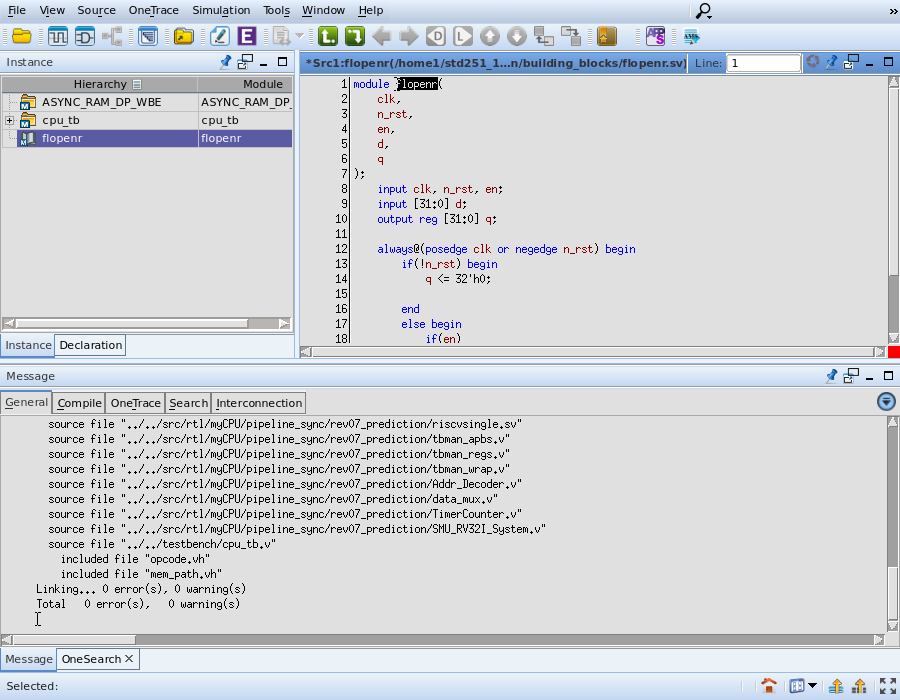 File View Source OneTrace Simulation Tools Window Help »
Instance
*Src1:flopenr(/home1/std251_1...n/building_blocks/flopenr.sv) Line: 1
Hierarchy Module
ASYNC_RAM_DP_WBE ASYNC_RAM_DP_
cpu_tb cpu_tb
flopenr flopenr
1 module flopenr(
2 clk,
3 n_rst,
4 en,
5 d,
6 q
7 );
8 input clk, n_rst, en;
9 input [31:0] d;
10 output reg [31:0] q;
11
12 always@(posedge clk or negedge n_rst) begin
13 if(!n_rst) begin
14 q <= 32'h0;
15
16 end
17 else begin
18 if(en)
Instance Declaration
Message
General Compile OneTrace Search Interconnection
source file "../../src/rtl/myCPU/pipeline_sync/rev07_prediction/riscvsingle.sv"
source file "../../src/rtl/myCPU/pipeline_sync/rev07_prediction/tbman_apbs.v"
source file "../../src/rtl/myCPU/pipeline_sync/rev07_prediction/tbman_regs.v"
source file "../../src/rtl/myCPU/pipeline_sync/rev07_prediction/tbman_wrap.v"
source file "../../src/rtl/myCPU/pipeline_sync/rev07_prediction/Addr_Decoder.v"
source file "../../src/rtl/myCPU/pipeline_sync/rev07_prediction/data_mux.v"
source file "../../src/rtl/myCPU/pipeline_sync/rev07_prediction/TimerCounter.v"
source file "../../src/rtl/myCPU/pipeline_sync/rev07_prediction/SMU_RV32I_System.v"
source file "../../testbench/cpu_tb.v"
included file "opcode.vh"
included file "mem_path.vh"
Linking... 0 error(s), 0 warning(s)
Total 0 error(s), 0 warning(s)
Message OneSearch
Selected: